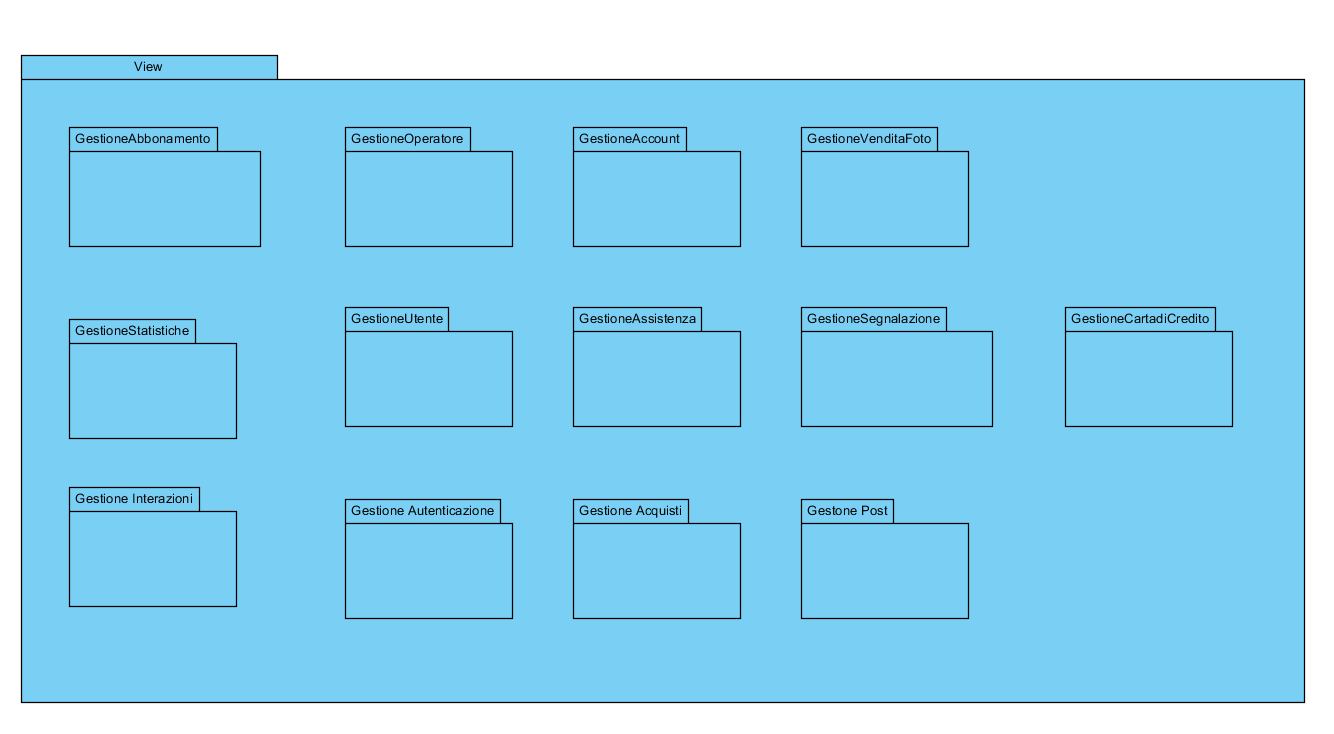 View
GestioneAbbonamento
GestioneOperatore
GestioneAccount
GestioneVenditaFoto
GestioneStatistiche
GestioneUtente
GestioneAssistenza
GestioneSegnalazione
GestioneCartadiCredito
Gestione Interazioni
Gestione Autenticazione
Gestione Acquisti
Gestone Post